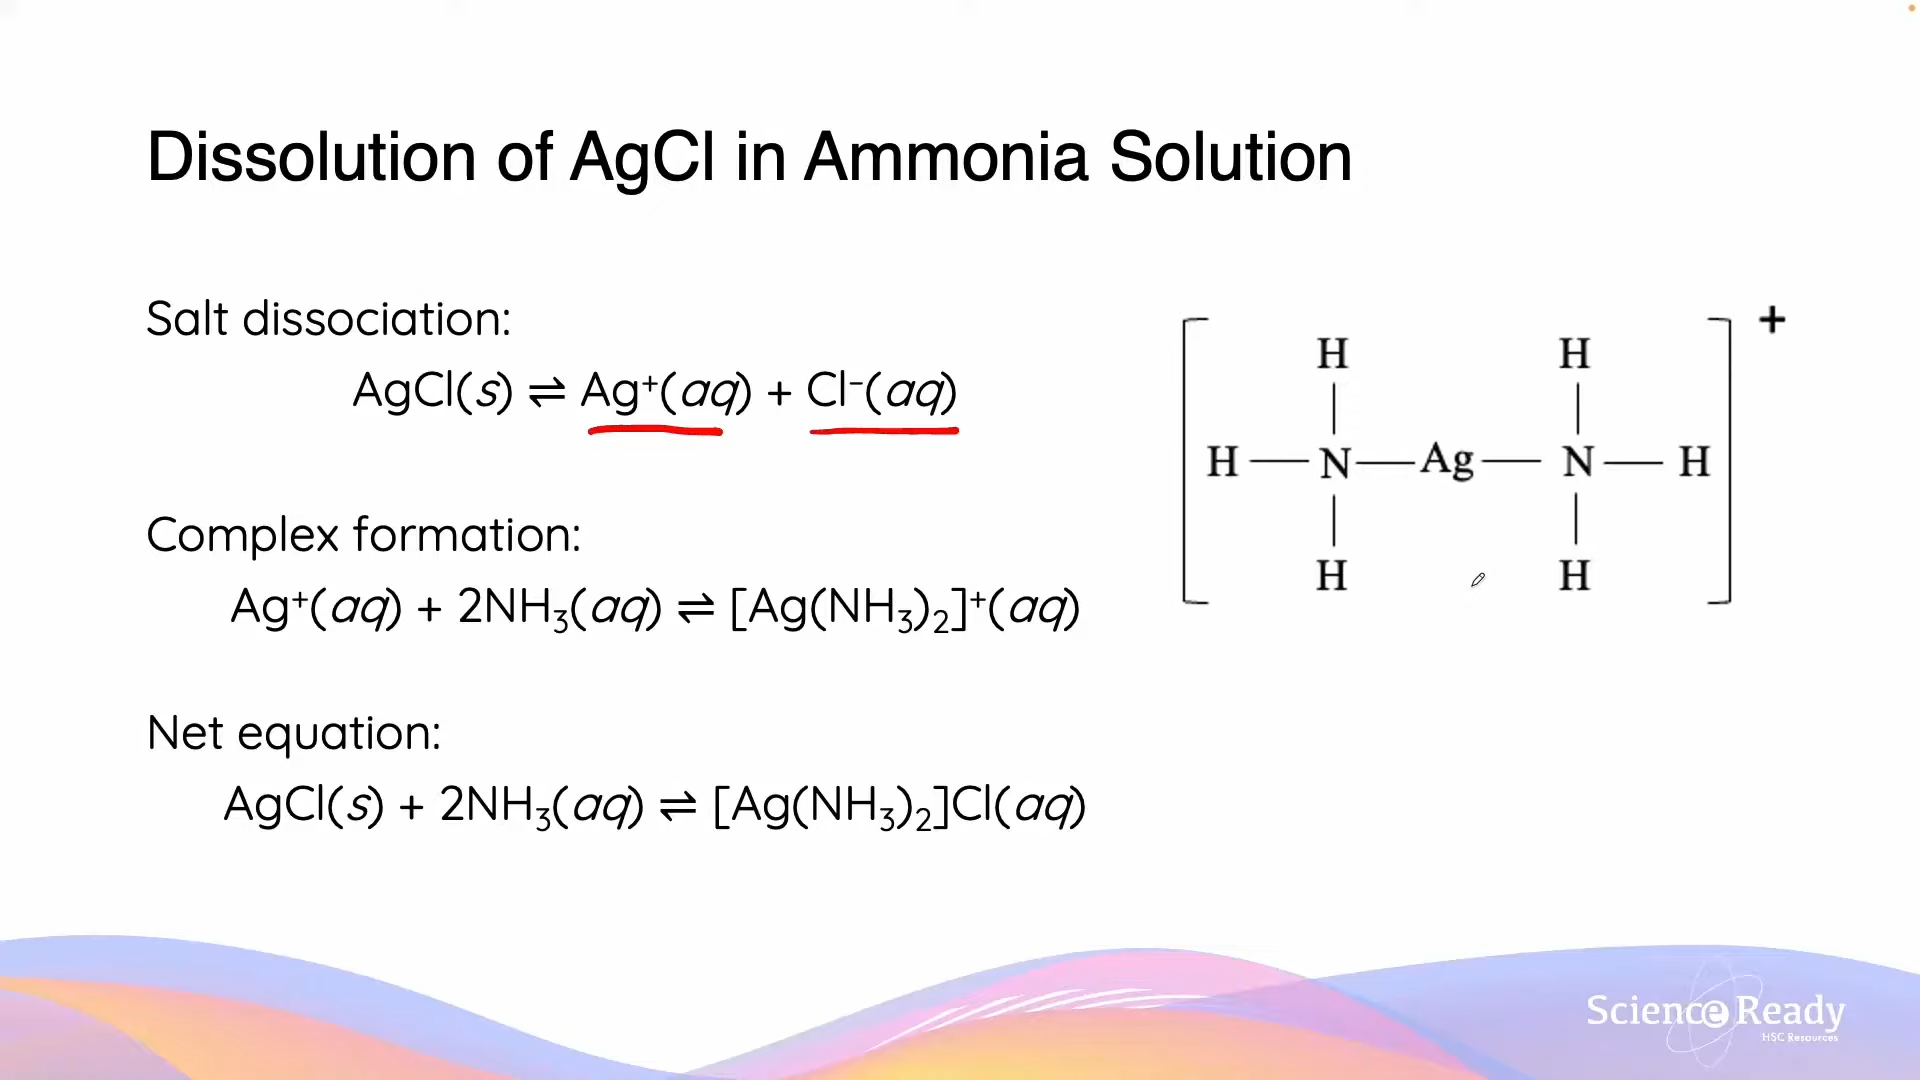 Dissolution of AgCl in Ammonia Solution
Salt dissociation:
AgCl(s) ⇌ Ag⁺(aq) + Cl⁻(aq)
Complex formation:
Ag⁺(aq) + 2NH₃(aq) ⇌ [Ag(NH₃)₂]⁺(aq)
Net equation:
AgCl(s) + 2NH₃(aq) ⇌ [Ag(NH₃)₂]Cl(aq)
+
H H
H — N — Ag — N — H
H H
Science Ready
HSC Resources